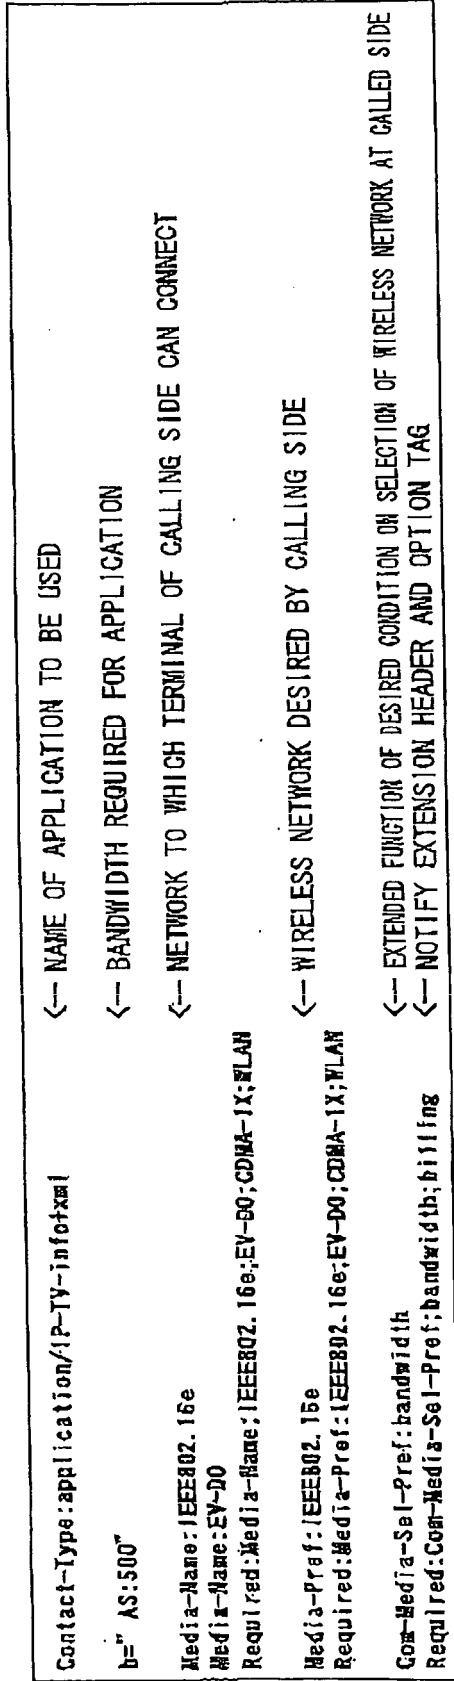 Contact-Type:application/IP-TV-info+xml <-- NAME OF APPLICATION TO BE USED
b=" AS:500" <-- BANDWIDTH REQUIRED FOR APPLICATION
Media-Name:IEEE802. 16e <-- NETWORK TO WHICH TERMINAL OF CALLING SIDE CAN CONNECT
Media-Name:EV-DO
Required:Media-Name;IEEE802. 16e;EV-DO;CDMA-1X;WLAN
Media-Pref:IEEE802. 16e <-- WIRELESS NETWORK DESIRED BY CALLING SIDE
Required:Media-Pref:IEEE802. 16e;EV-DO;CDMA-1X;WLAN
Com-Media-Sel-Pref:bandwidth <-- EXTENDED FUNCTION OF DESIRED CONDITION ON SELECTION OF WIRELESS NETWORK AT CALLED SIDE
Required:Com-Media-Sel-Pref;bandwidth;billing <-- NOTIFY EXTENSION HEADER AND OPTION TAG